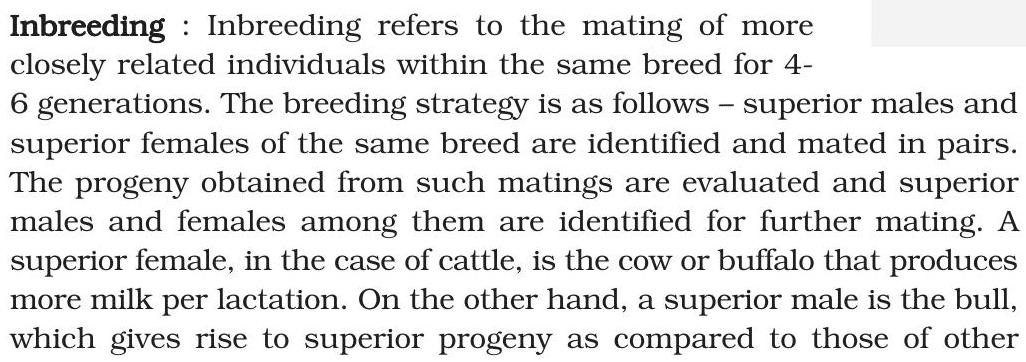 Inbreeding : Inbreeding refers to the mating of more
closely related individuals within the same breed for 4-
6 generations. The breeding strategy is as follows – superior males and
superior females of the same breed are identified and mated in pairs.
The progeny obtained from such matings are evaluated and superior
males and females among them are identified for further mating. A
superior female, in the case of cattle, is the cow or buffalo that produces
more milk per lactation. On the other hand, a superior male is the bull,
which gives rise to superior progeny as compared to those of other